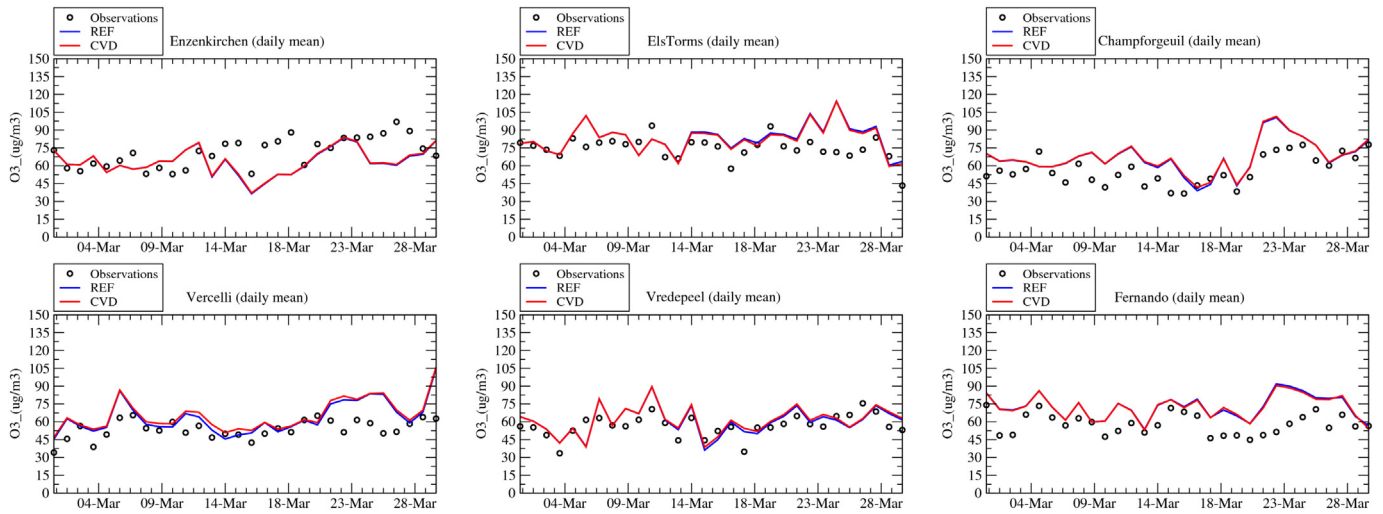 Observations
REF
CVD
Enzenkirchen (daily mean)
O3_(ug/m3)
150
135
120
105
90
75
60
45
30
15
0
04-Mar 09-Mar 14-Mar 18-Mar 23-Mar 28-Mar
Observations
REF
CVD
ElsTorms (daily mean)
O3_(ug/m3)
150
135
120
105
90
75
60
45
30
15
0
04-Mar 09-Mar 14-Mar 18-Mar 23-Mar 28-Mar
Observations
REF
CVD
Champforgeuil (daily mean)
O3_(ug/m3)
150
135
120
105
90
75
60
45
30
15
0
04-Mar 09-Mar 14-Mar 18-Mar 23-Mar 28-Mar
Observations
REF
CVD
Vercelli (daily mean)
O3_(ug/m3)
150
135
120
105
90
75
60
45
30
15
0
04-Mar 09-Mar 14-Mar 18-Mar 23-Mar 28-Mar
Observations
REF
CVD
Vredepeel (daily mean)
O3_(ug/m3)
150
135
120
105
90
75
60
45
30
15
0
04-Mar 09-Mar 14-Mar 18-Mar 23-Mar 28-Mar
Observations
REF
CVD
Fernando (daily mean)
O3_(ug/m3)
150
135
120
105
90
75
60
45
30
15
0
04-Mar 09-Mar 14-Mar 18-Mar 23-Mar 28-Mar